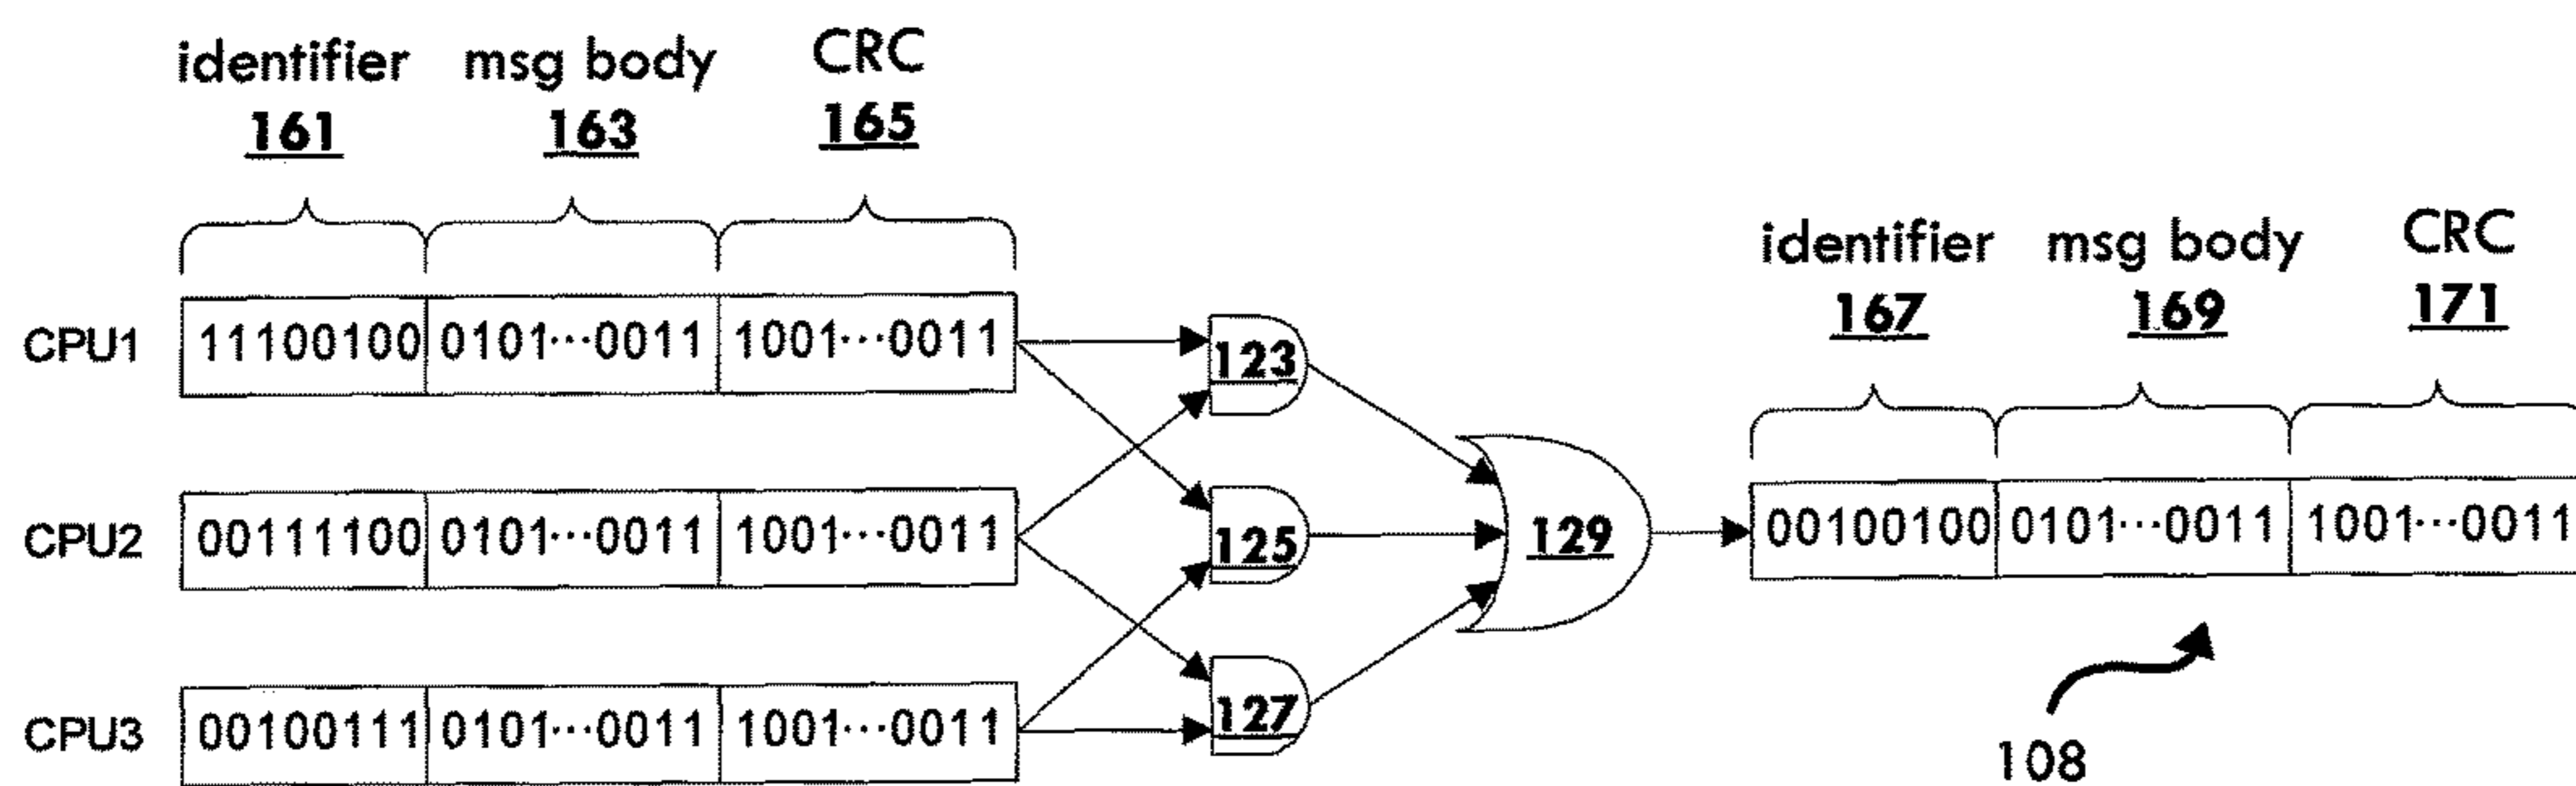 identifier msg body CRC
161 163 165
identifier msg body CRC
167 169 171
CPU1 11100100 0101···0011 1001···0011
123
CPU2 00111100 0101···0011 1001···0011
125 129 00100100 0101···0011 1001···0011
CPU3 00100111 0101···0011 1001···0011
127
108